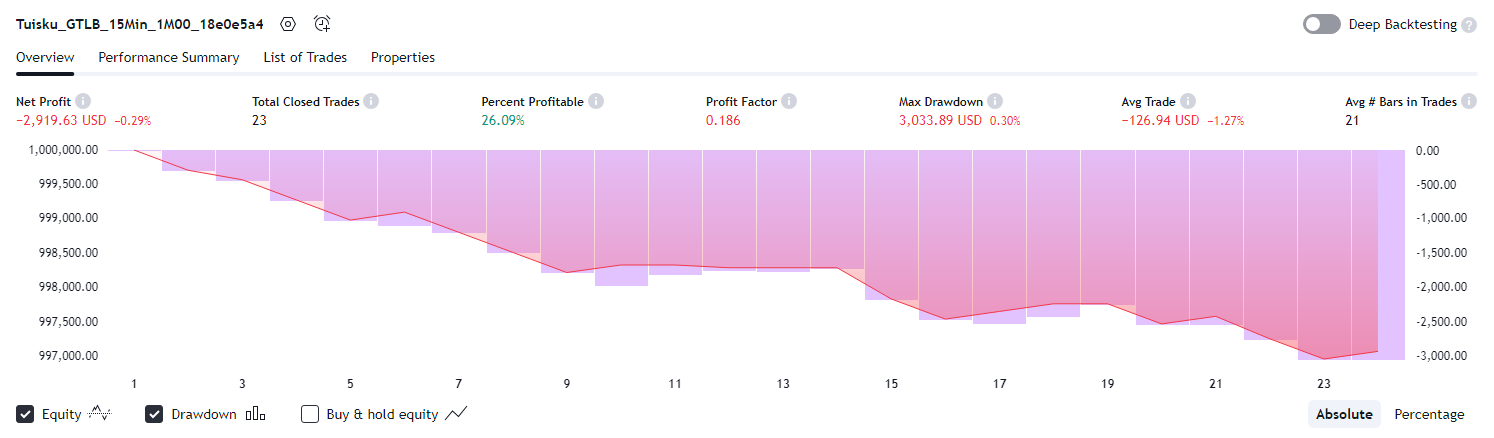 Tuisku_GTLB_15Min_1M00_18e0e5a4 Deep Backtesting
Overview Performance Summary List of Trades Properties
Net Profit Total Closed Trades Percent Profitable Profit Factor Max Drawdown Avg Trade Avg # Bars in Trades
−2,919.63 USD −0.29% 23 26.09% 0.186 3,033.89 USD 0.30% −126.94 USD −1.27% 21
1,000,000.00 0.00
999,500.00 -500.00
999,000.00 -1,000.00
998,500.00 -1,500.00
998,000.00 -2,000.00
997,500.00 -2,500.00
997,000.00 -3,000.00
1 3 5 7 9 11 13 15 17 19 21 23
Equity Drawdown Buy & hold equity Absolute Percentage